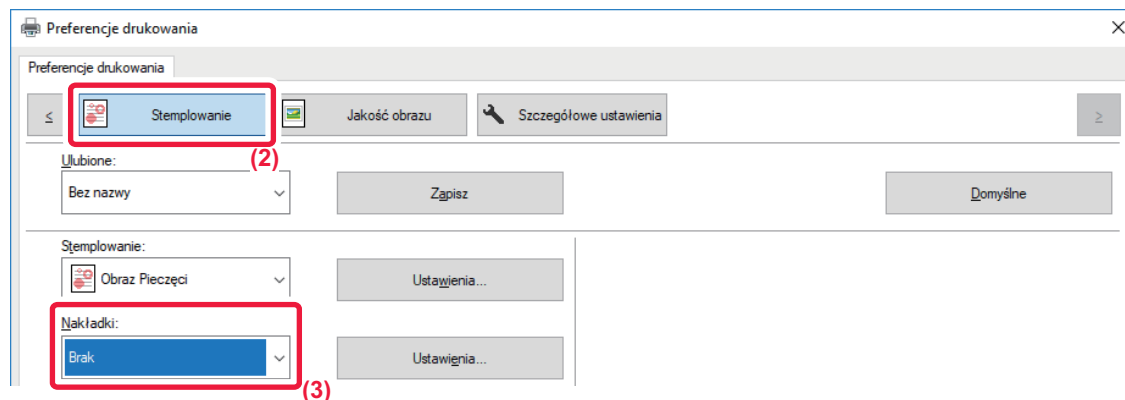 Preferencje drukowania
Preferencje drukowania
≤ Stemplowanie Jakość obrazu Szczegółowe ustawienia ≥
(2)
Ulubione:
Bez nazwy Zapisz Domyślne
Stemplowanie:
Obraz Pieczęci Ustawienia...
Nakładki:
Brak Ustawienia...
(3)